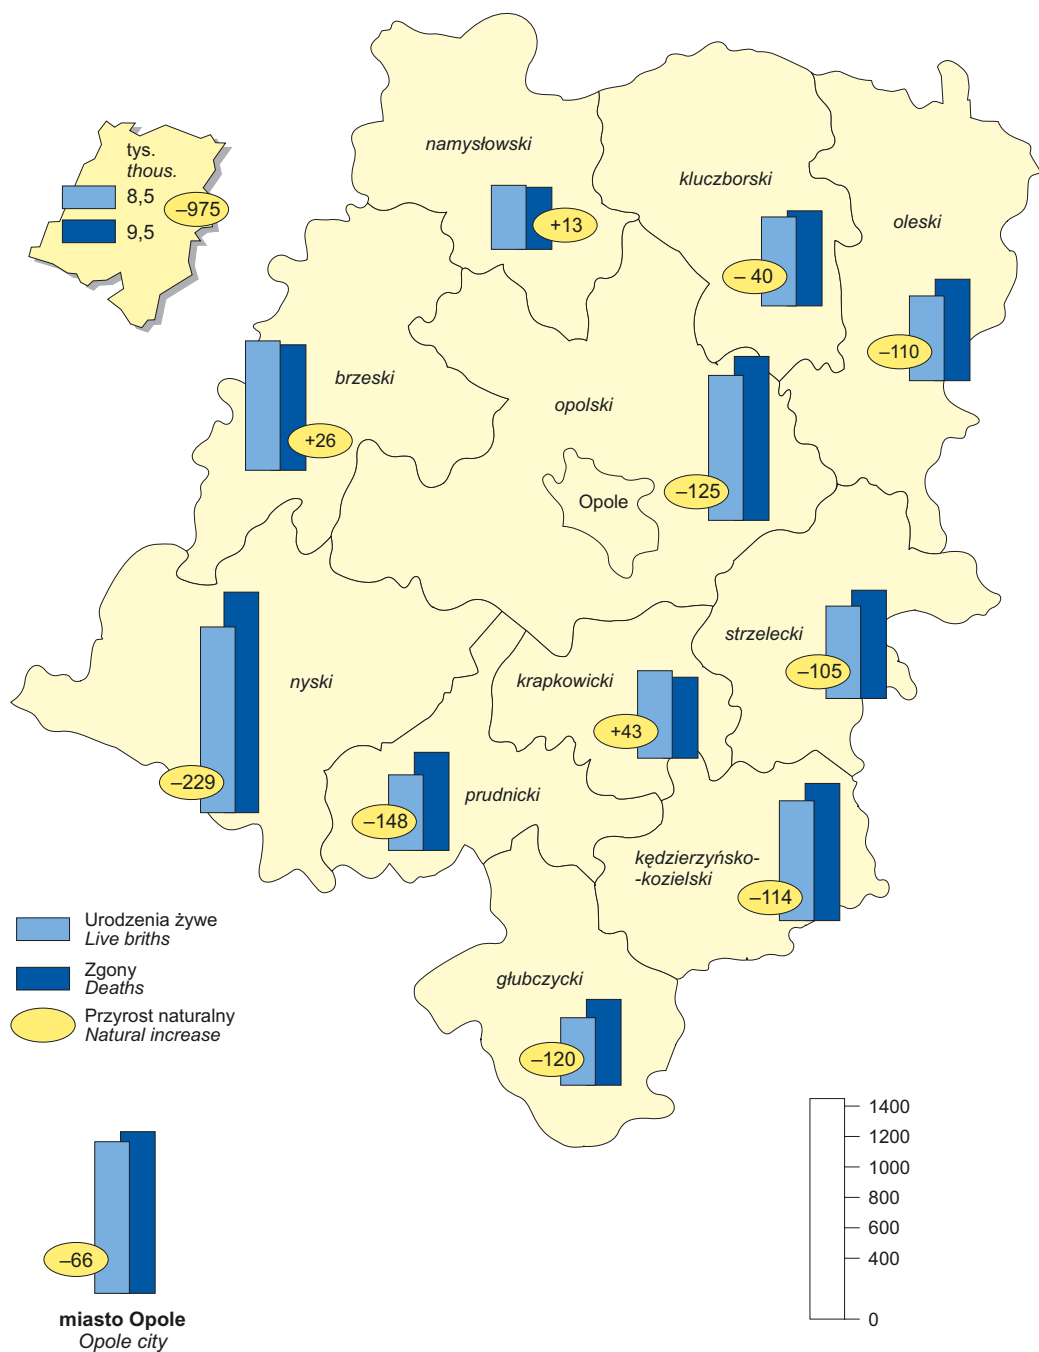 tys.
thous.
8,5
9,5
–975
namysłowski
+13
kluczborski
– 40
oleski
–110
brzeski
+26
opolski
–125
Opole
nyski
–229
krapkowicki
+43
strzelecki
–105
prudnicki
–148
kędzierzyńsko-
-kozielski
–114
głubczycki
–120
Urodzenia żywe
Live briths
Zgony
Deaths
Przyrost naturalny
Natural increase
–66
miasto Opole
Opole city
1400
1200
1000
800
600
400
0